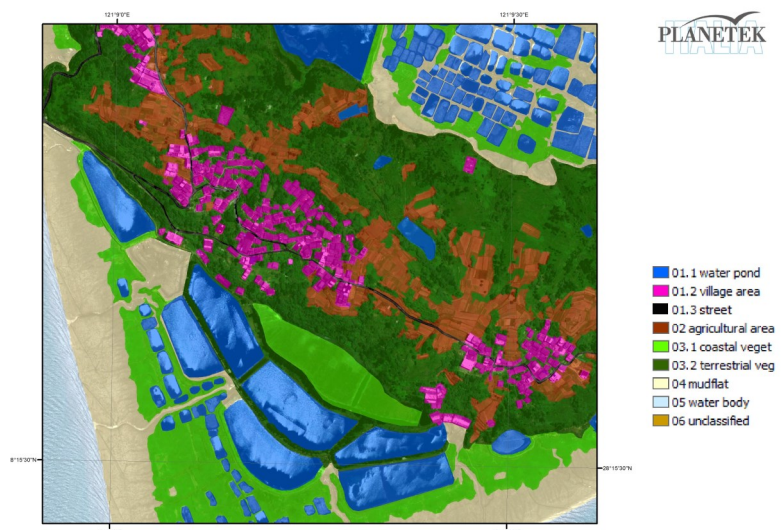 121°9'0"E
121°9'30"E
PLANETEK
ITALIA
01.1 water pond
01.2 village area
01.3 street
02 agricultural area
03.1 coastal veget
03.2 terrestrial veg
04 mudflat
05 water body
06 unclassified
8°15'30"N
28°15'30"N